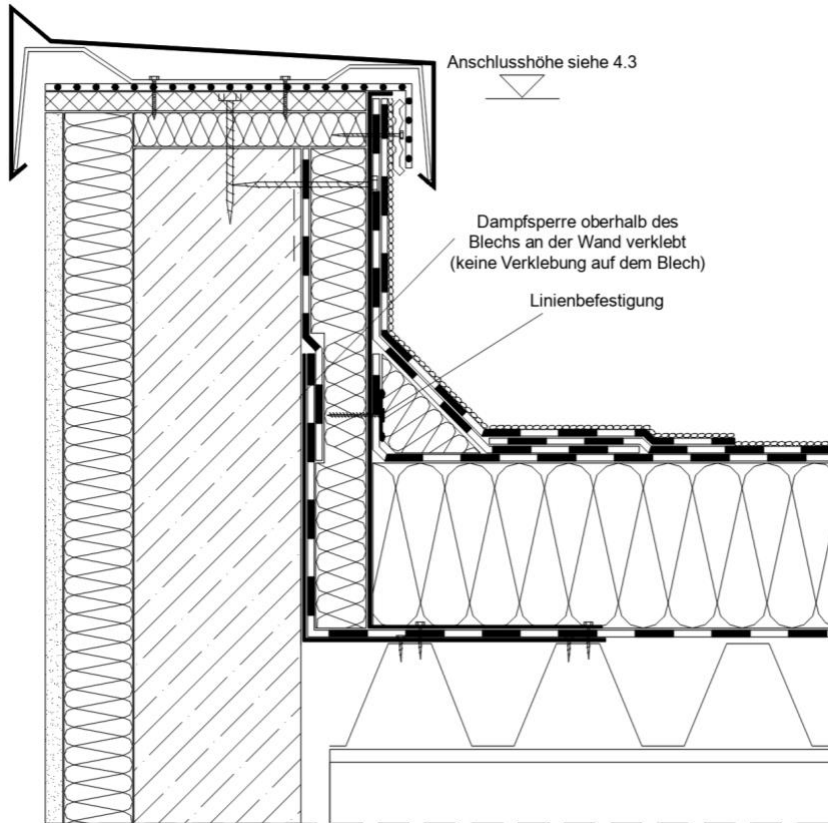 Anschlusshöhe siehe 4.3
Dampfsperre oberhalb des
Blechs an der Wand verklebt
(keine Verklebung auf dem Blech)
Linienbefestigung